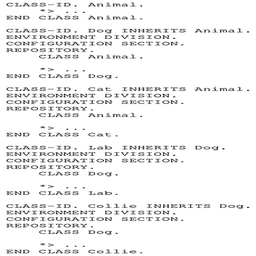 CLASS-ID. Animal.
*> ...
END CLASS Animal.
CLASS-ID. Dog INHERITS Animal.
ENVIRONMENT DIVISION.
CONFIGURATION SECTION.
REPOSITORY.
CLASS Animal.
*> ...
END CLASS Dog.
CLASS-ID. Cat INHERITS Animal.
ENVIRONMENT DIVISION.
CONFIGURATION SECTION.
REPOSITORY.
CLASS Animal.
*> ...
END CLASS Cat.
CLASS-ID. Lab INHERITS Dog.
ENVIRONMENT DIVISION.
CONFIGURATION SECTION.
REPOSITORY.
CLASS Dog.
*> ...
END CLASS Lab.
CLASS-ID. Collie INHERITS Dog.
ENVIRONMENT DIVISION.
CONFIGURATION SECTION.
REPOSITORY.
CLASS Dog.
*> ...
END CLASS Collie.